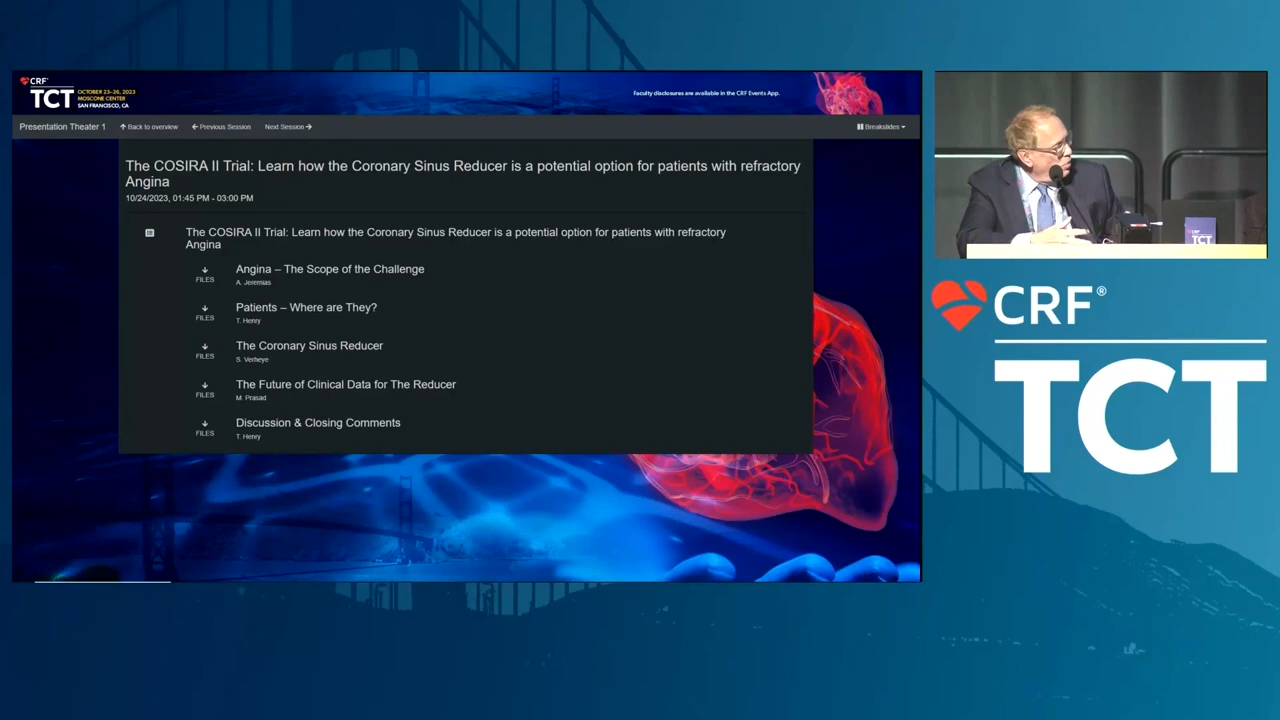 CRF
TCT
OCTOBER 23–26, 2023
MOSCONE CENTER
SAN FRANCISCO, CA
Faculty disclosures are available in the CRF Events App.
Presentation Theater 1
Back to overview
Previous Session
Next Session
Breakslides
The COSIRA II Trial: Learn how the Coronary Sinus Reducer is a potential option for patients with refractory
Angina
10/24/2023, 01:45 PM - 03:00 PM
The COSIRA II Trial: Learn how the Coronary Sinus Reducer is a potential option for patients with refractory
Angina
FILES
Angina – The Scope of the Challenge
A. Jeremias
FILES
Patients – Where are They?
T. Henry
FILES
The Coronary Sinus Reducer
S. Verheye
FILES
The Future of Clinical Data for The Reducer
M. Prasad
FILES
Discussion & Closing Comments
T. Henry
TCT
CRF®
TCT